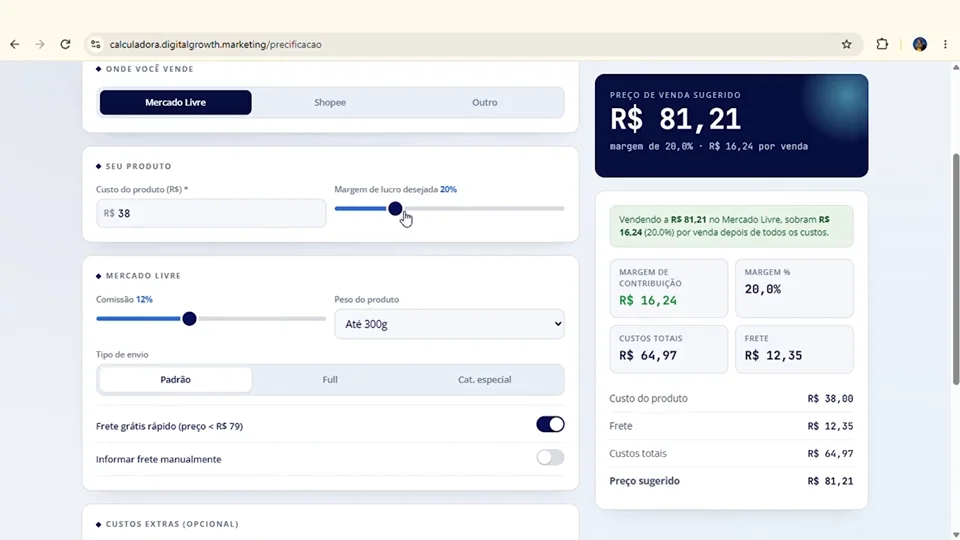 calculadora.digitalgrowth.marketing/precificacao
ONDE VOCÊ VENDE
Mercado Livre
Shopee
Outro
SEU PRODUTO
Custo do produto (R$) *
R$ 38
Margem de lucro desejada 20%
MERCADO LIVRE
Comissão 12%
Peso do produto
Até 300g
Tipo de envio
Padrão
Full
Cat. especial
Frete grátis rápido (preço < R$ 79)
Informar frete manualmente
CUSTOS EXTRAS (OPCIONAL)
PREÇO DE VENDA SUGERIDO
R$ 81,21
margem de 20,0% · R$ 16,24 por venda
Vendendo a R$ 81,21 no Mercado Livre, sobram R$
16,24 (20.0%) por venda depois de todos os custos.
MARGEM DE
CONTRIBUIÇÃO
R$ 16,24
MARGEM %
20,0%
CUSTOS TOTAIS
R$ 64,97
FRETE
R$ 12,35
Custo do produto R$ 38,00
Frete R$ 12,35
Custos totais R$ 64,97
Preço sugerido R$ 81,21